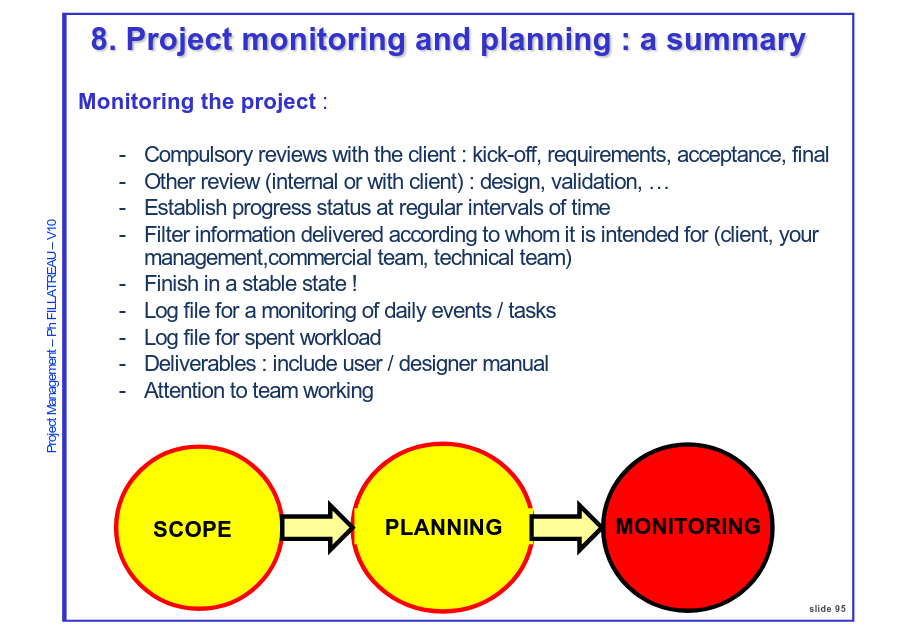 8. Project monitoring and planning : a summary
Monitoring the project :
- Compulsory reviews with the client : kick-off, requirements, acceptance, final
- Other review (internal or with client) : design, validation, …
- Establish progress status at regular intervals of time
- Filter information delivered according to whom it is intended for (client, your
management,commercial team, technical team)
- Finish in a stable state !
- Log file for a monitoring of daily events / tasks
- Log file for spent workload
- Deliverables : include user / designer manual
- Attention to team working
Project Management – Ph FILLATREAU – V10
SCOPE
PLANNING
MONITORING
slide 95